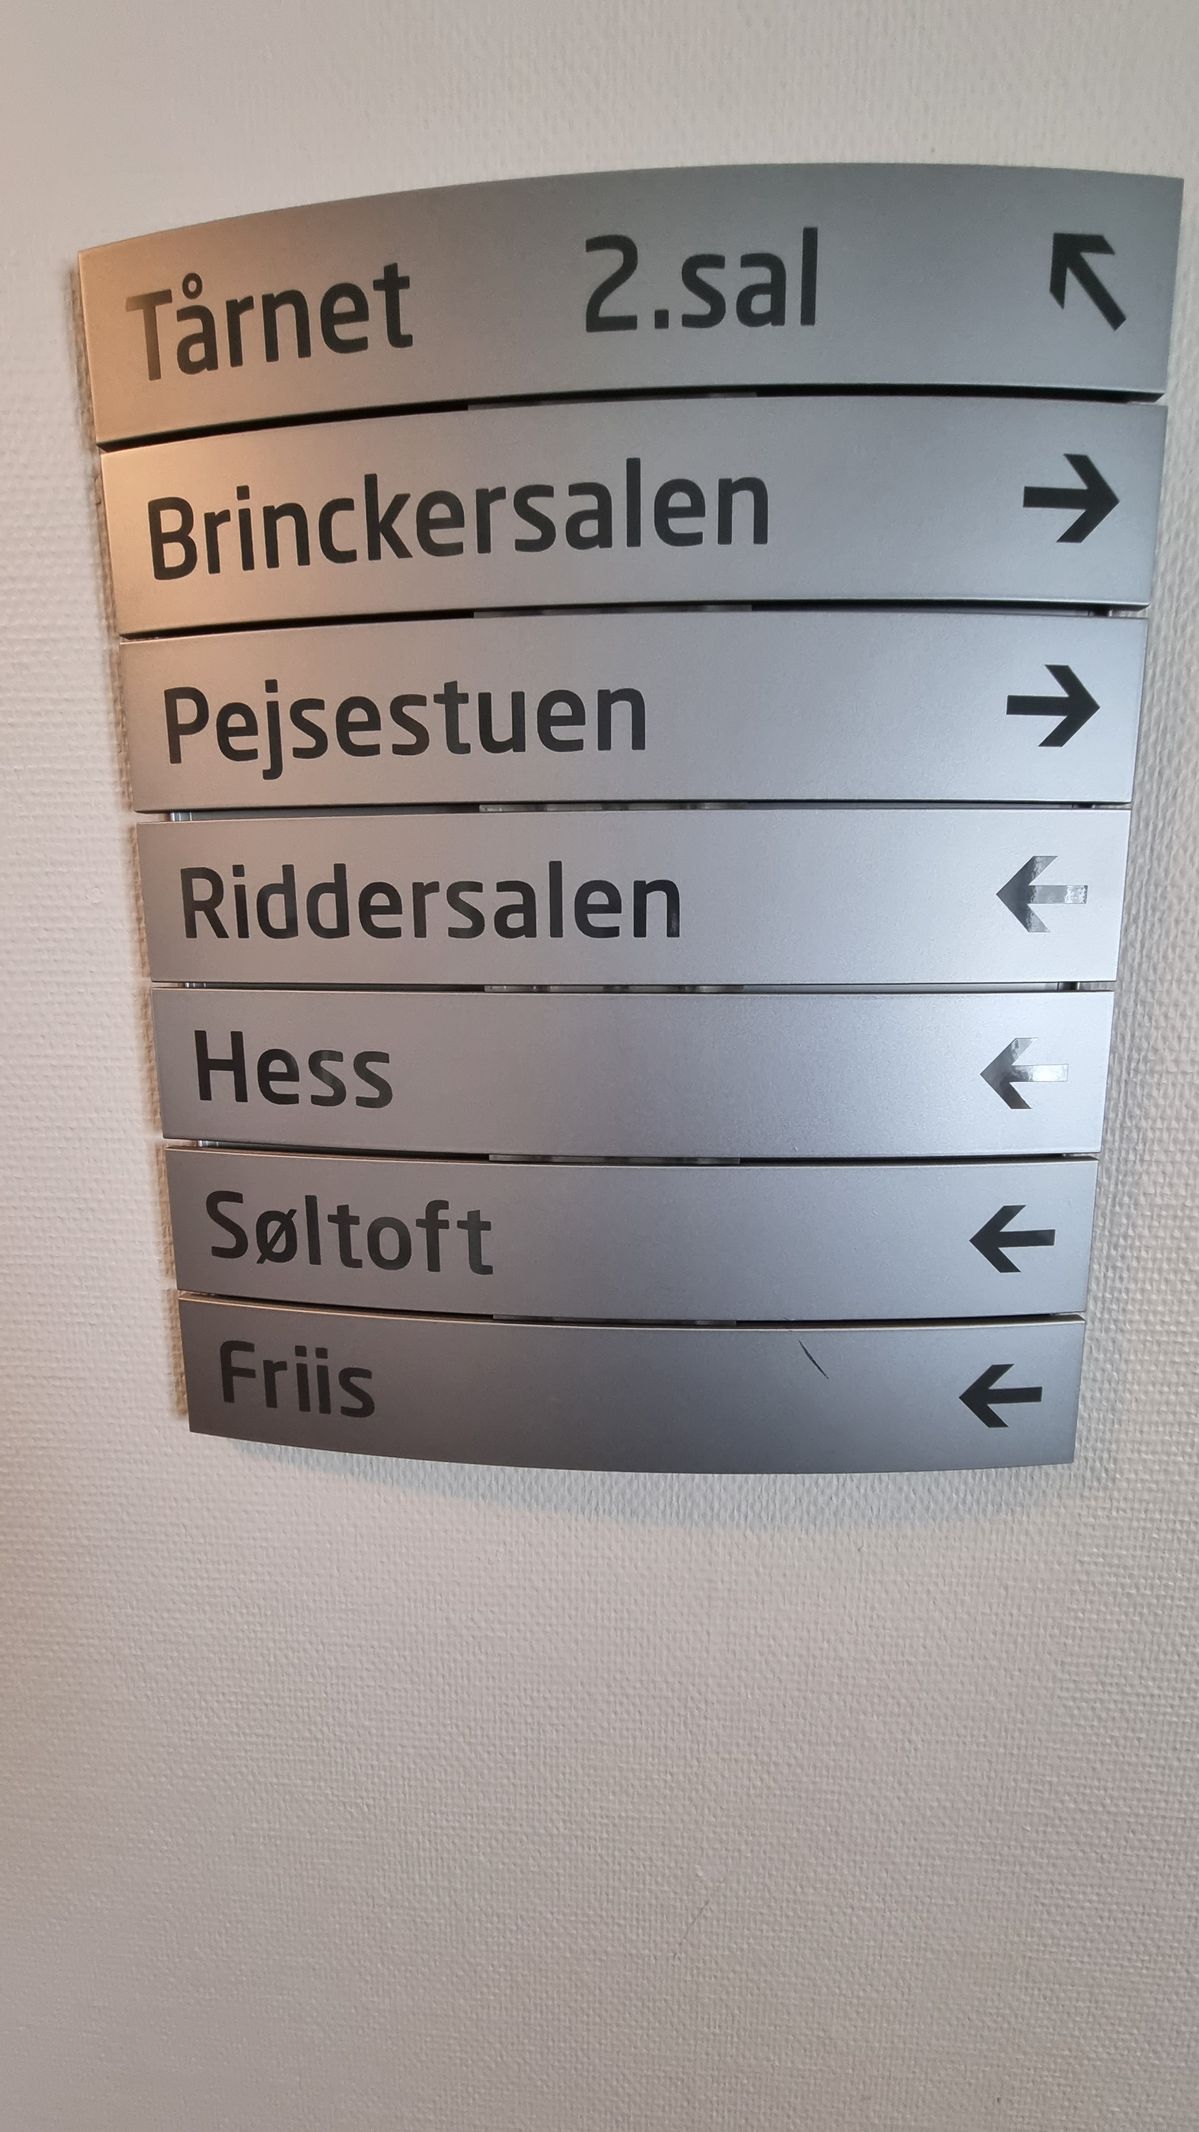 Tårnet 2.sal ↖
Brinckersalen →
Pejsestuen →
Riddersalen ←
Hess ←
Søltoft ←
Friis ←